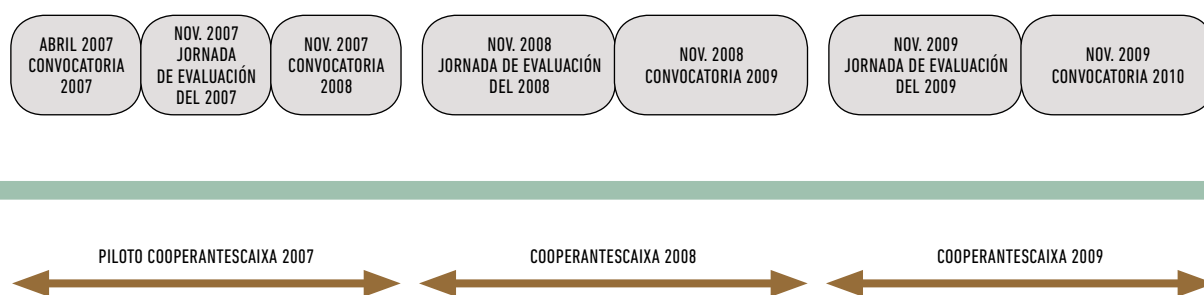 ABRIL 2007
CONVOCATORIA
2007
NOV. 2007
JORNADA
DE EVALUACIÓN
DEL 2007
NOV. 2007
CONVOCATORIA
2008
NOV. 2008
JORNADA DE EVALUACIÓN
DEL 2008
NOV. 2008
CONVOCATORIA 2009
NOV. 2009
JORNADA DE EVALUACIÓN
DEL 2009
NOV. 2009
CONVOCATORIA 2010
PILOTO COOPERANTESCAIXA 2007
COOPERANTESCAIXA 2008
COOPERANTESCAIXA 2009